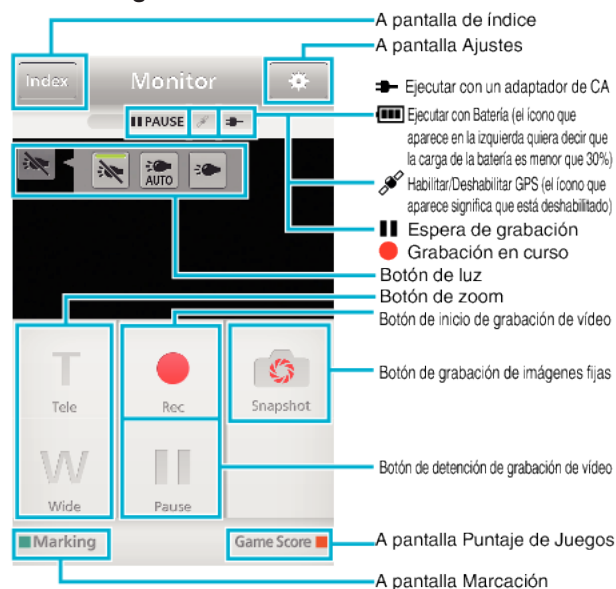 A pantalla de índice
A pantalla Ajustes
Index
Monitor
Ejecutar con un adaptador de CA
PAUSE
Ejecutar con Batería (el ícono que
aparece en la izquierda quiera decir que
la carga de la batería es menor que 30%)
AUTO
Habilitar/Deshabilitar GPS (el ícono que
aparece significa que está deshabilitado)
Espera de grabación
Grabación en curso
Botón de luz
Botón de zoom
Botón de inicio de grabación de vídeo
T
Tele
Rec
Snapshot
Botón de grabación de imágenes fijas
W
Wide
Pause
Botón de detención de grabación de vídeo
Marking
Game Score
A pantalla Puntaje de Juegos
A pantalla Marcación